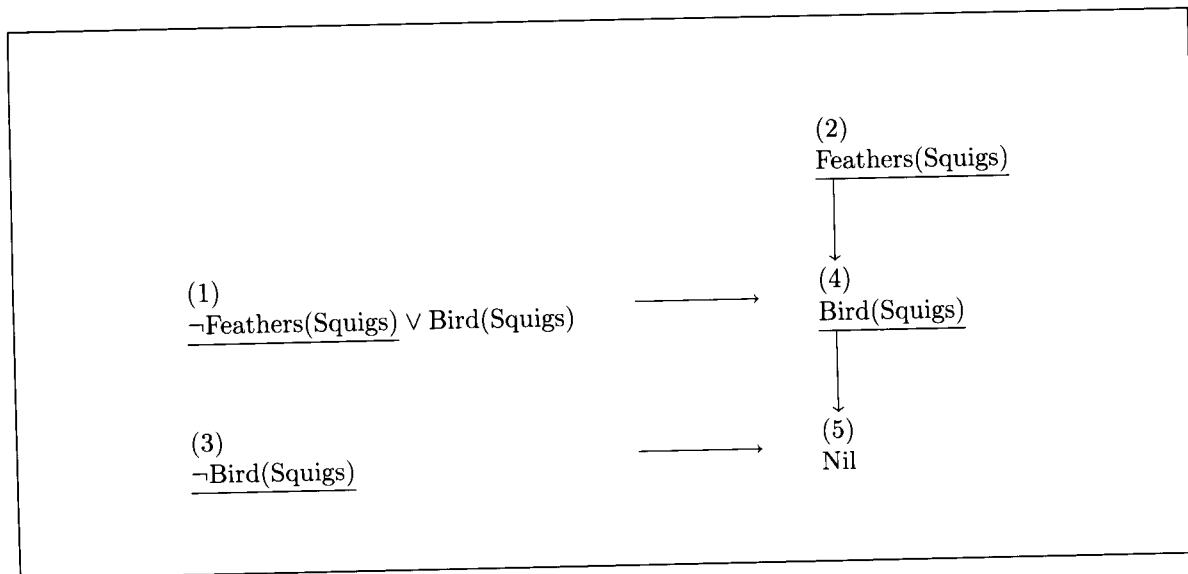 (2)
Feathers(Squigs)
(1)
¬Feathers(Squigs) ∨ Bird(Squigs)
(4)
Bird(Squigs)
(3)
¬Bird(Squigs)
(5)
Nil